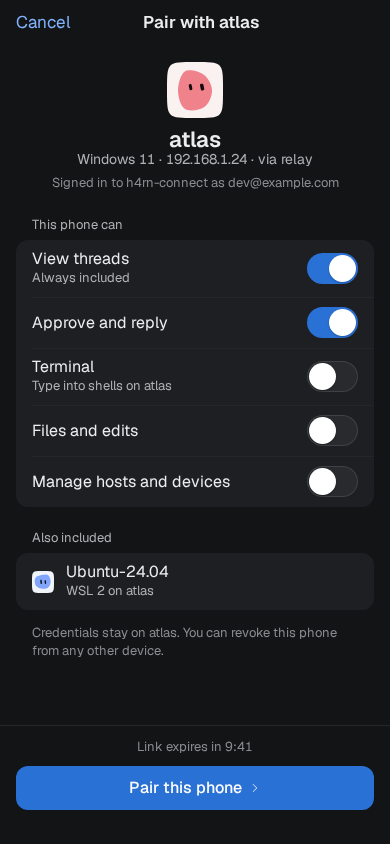 Cancel
Pair with atlas
atlas
Windows 11 · 192.168.1.24 · via relay
Signed in to h4rn-connect as dev@example.com
This phone can
View threads
Always included
Approve and reply
Terminal
Type into shells on atlas
Files and edits
Manage hosts and devices
Also included
Ubuntu-24.04
WSL 2 on atlas
Credentials stay on atlas. You can revoke this phone
from any other device.
Link expires in 9:41
Pair this phone